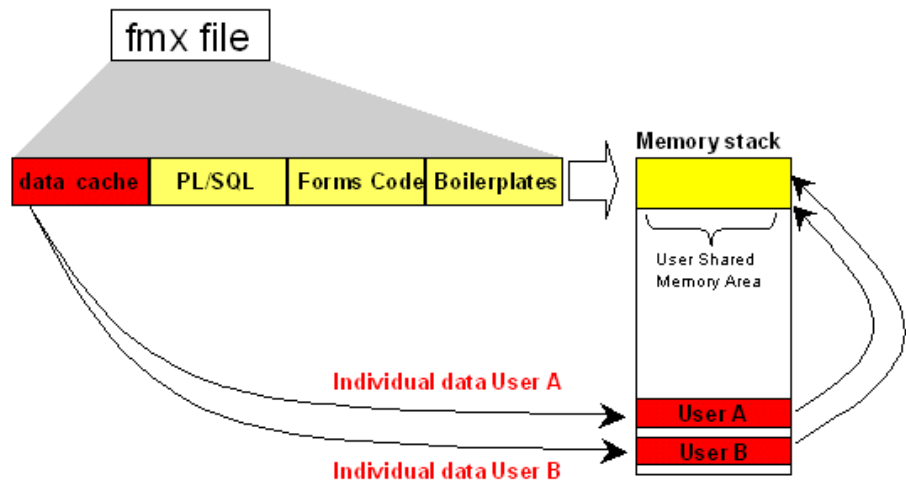 fmx file
Memory stack
data cache
PL/SQL
Forms Code
Boilerplates
User Shared
Memory Area
Individual data User A
User A
User B
Individual data User B